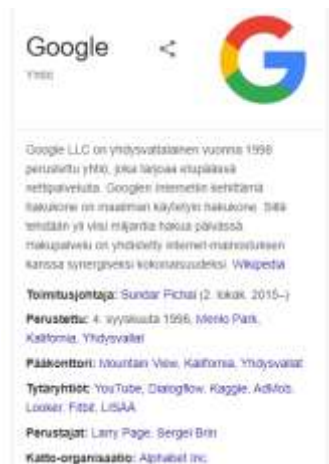 Google
Yhtiö
Google LLC on yhdysvaltalainen vuonna 1998
perustettu yhtiö, joka tarjoaa etupäässä
nettipalveluita. Googlen internetiin kehittämä
hakukone on maailman käytetyin hakukone. Sillä
tehdään yli viisi miljardia hakua päivässä.
Hakupalvelu on yhdistetty internet-mainostuksen
kanssa synergiseksi kokonaisuudeksi. Wikipedia
Toimitusjohtaja: Sundar Pichai (2. lokak. 2015–)
Perustettu: 4. syyskuuta 1998, Menlo Park,
Kalifornia, Yhdysvallat
Pääkonttori: Mountain View, Kalifornia, Yhdysvallat
Tytäryhtiöt: YouTube, Dialogflow, Kaggle, AdMob,
Looker, Fitbit, LISÄÄ
Perustajat: Larry Page, Sergei Brin
Katto-organisaatio: Alphabet Inc.